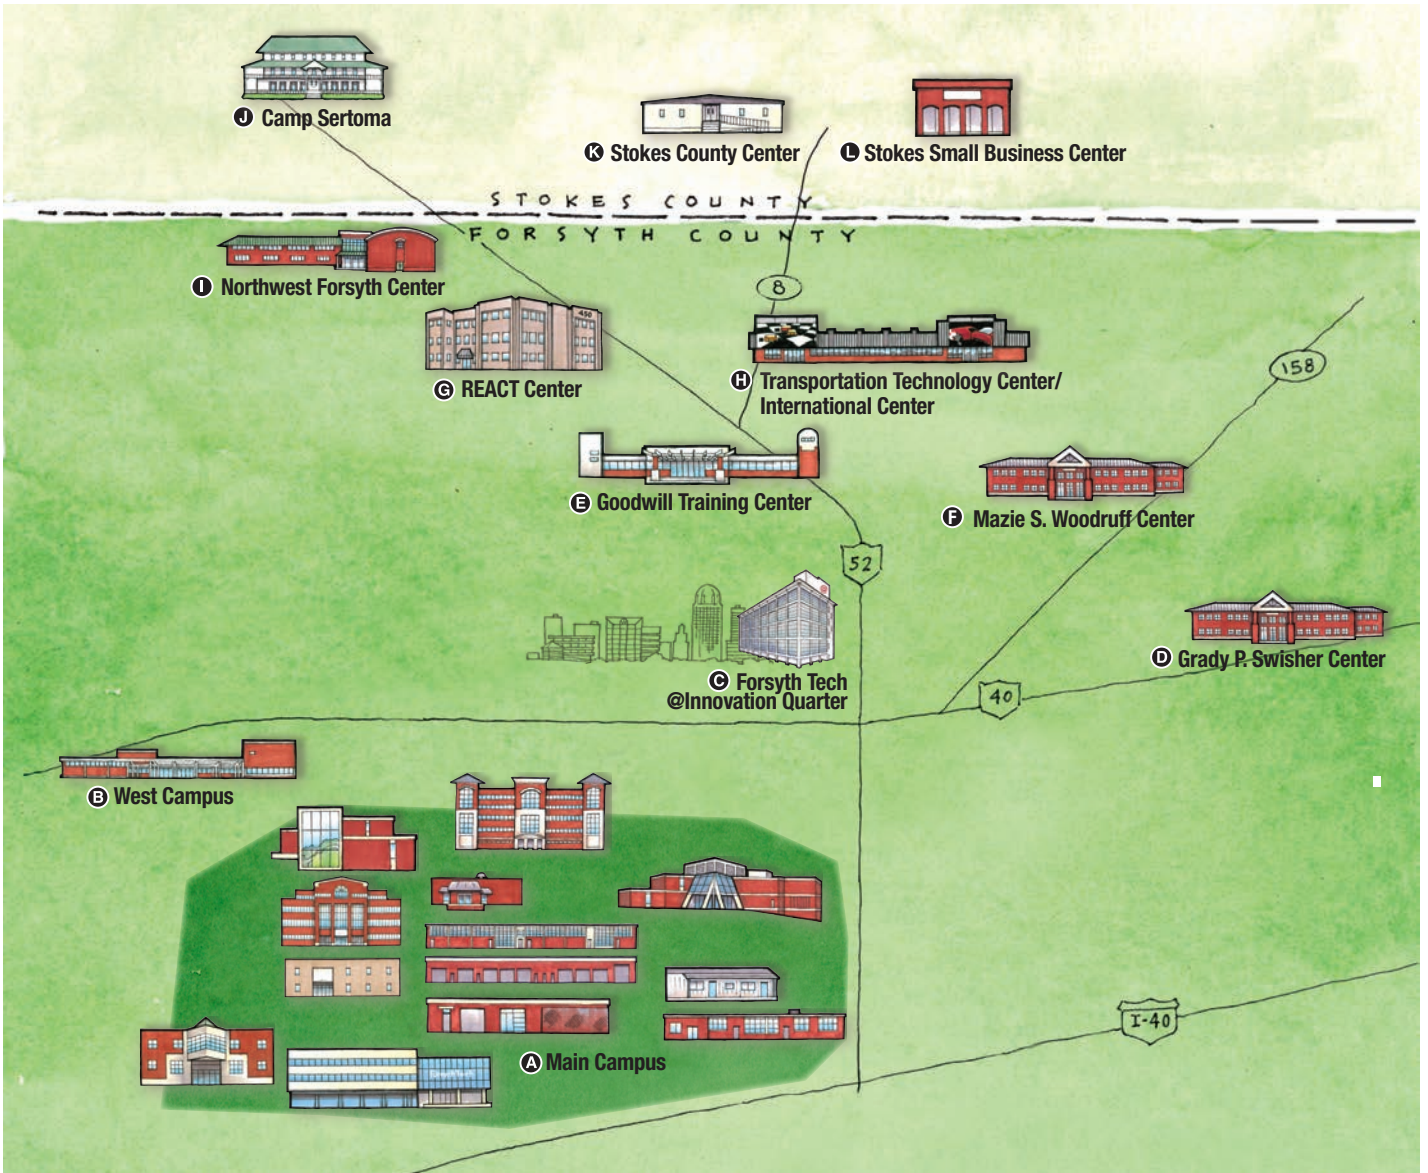 J Camp Sertoma
K Stokes County Center
L Stokes Small Business Center
STOKES COUNTY
FORSYTH COUNTY
I Northwest Forsyth Center
8
450
G REACT Center
H Transportation Technology Center/
International Center
158
E Goodwill Training Center
F Mazie S. Woodruff Center
52
C Forsyth Tech
@Innovation Quarter
D Grady P. Swisher Center
40
B West Campus
I-40
A Main Campus